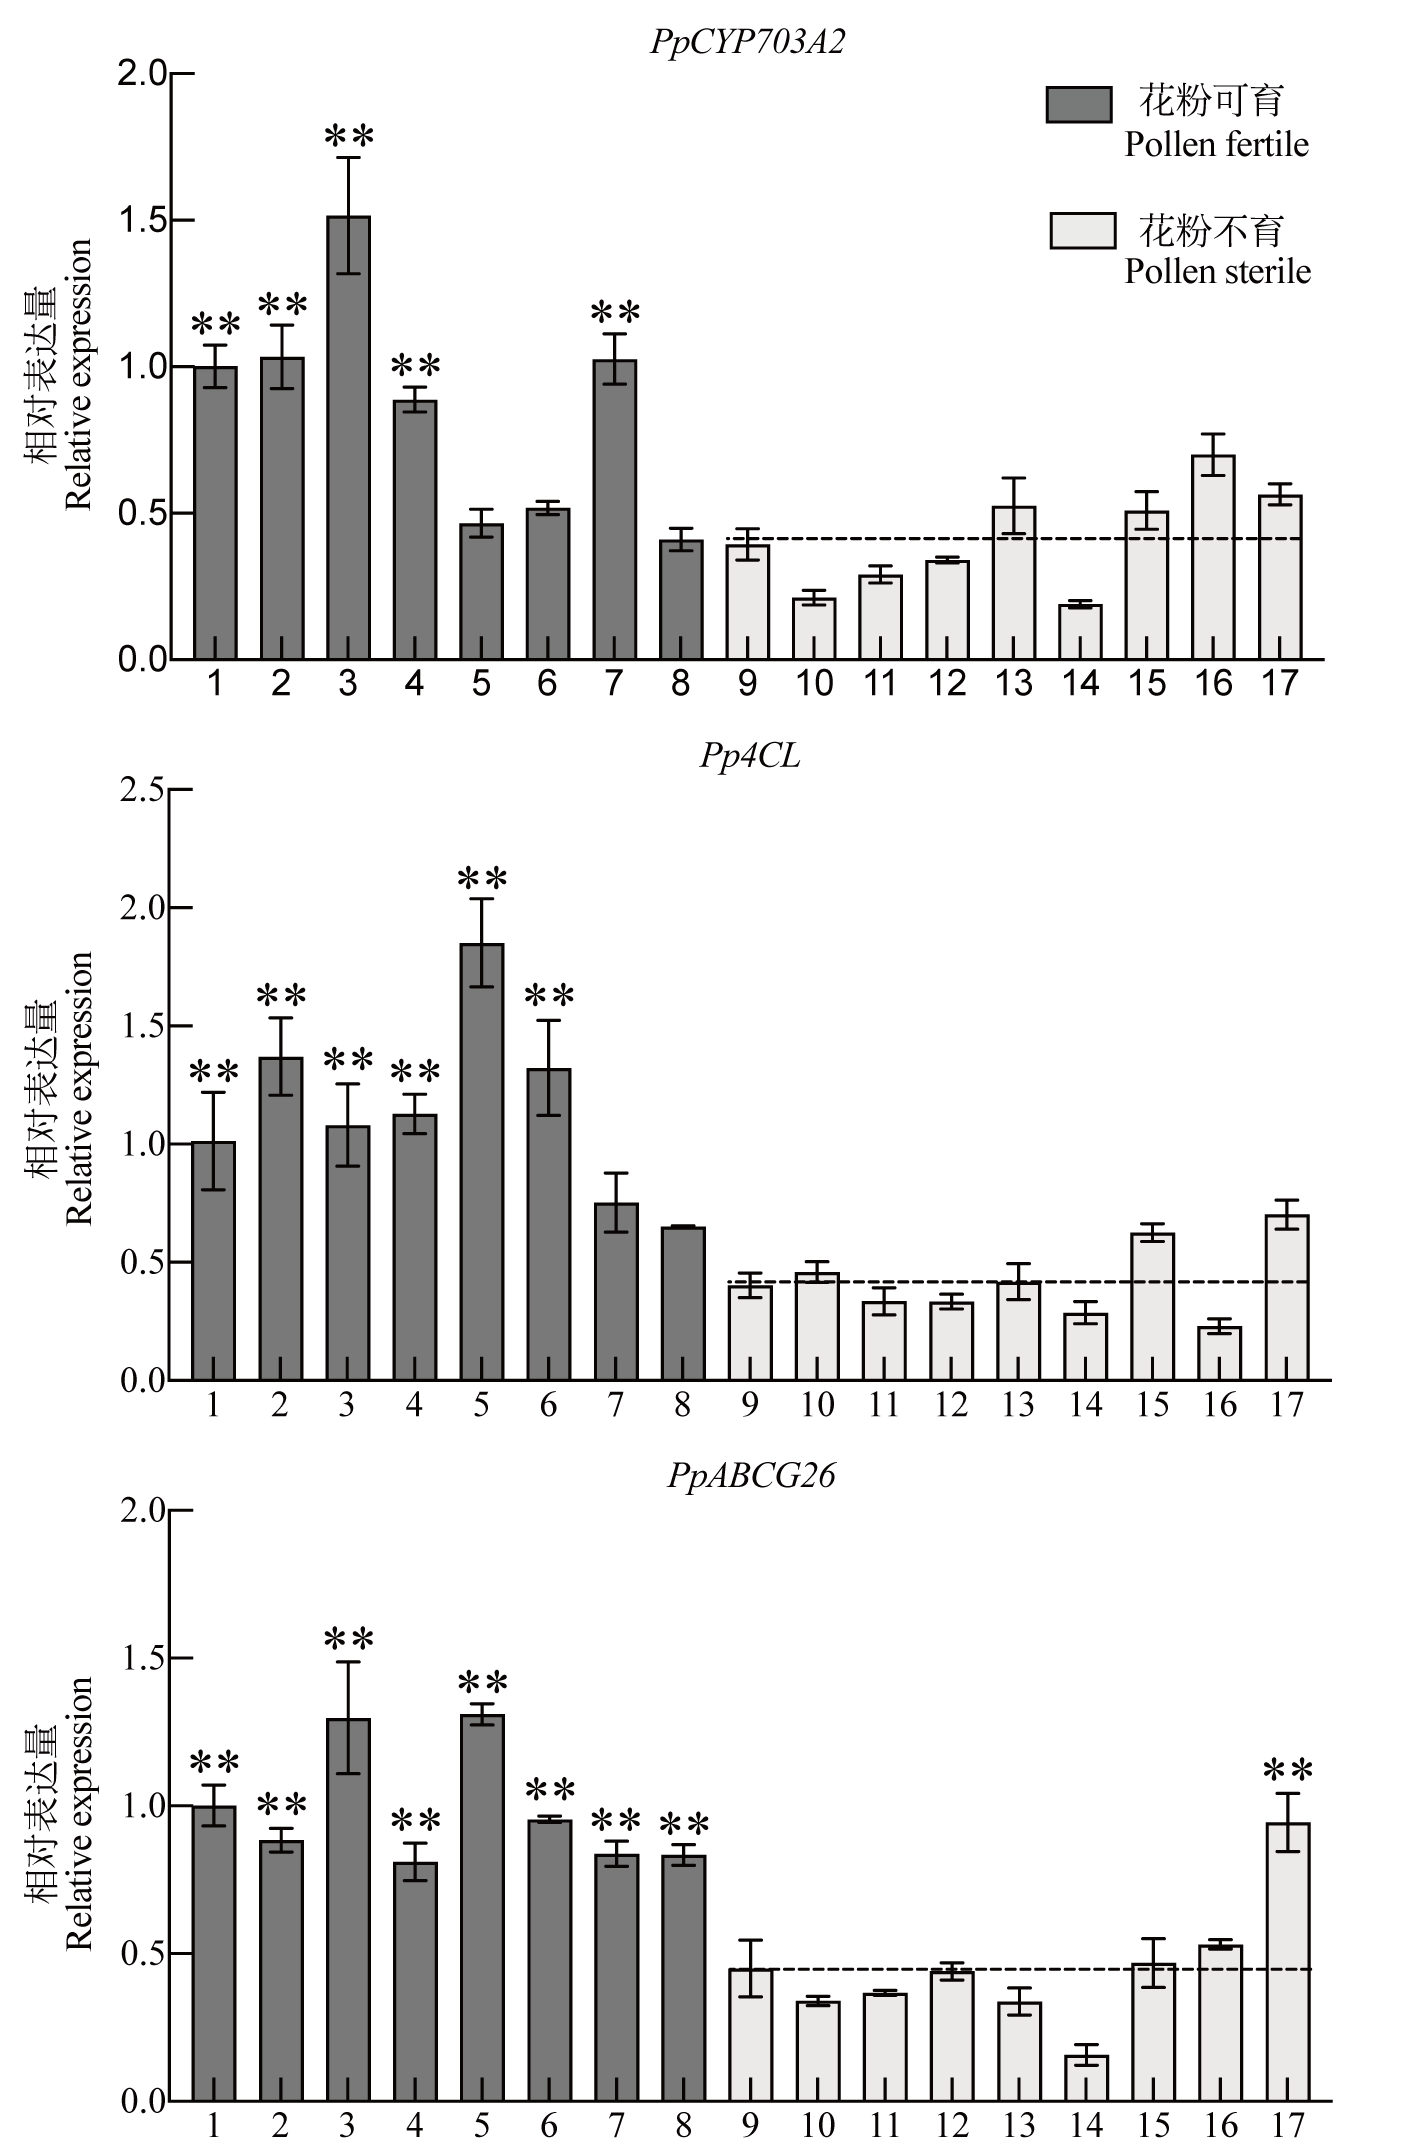 PpCYP703A2
花粉可育
Pollen fertile
花粉不育
Pollen sterile
相对表达量
Relative expression
2.0
1.5
1.0
0.5
0.0
** ** ** ** **
1 2 3 4 5 6 7 8 9 10 11 12 13 14 15 16 17
Pp4CL
相对表达量
Relative expression
2.5
2.0
1.5
1.0
0.5
0.0
** ** ** ** ** **
1 2 3 4 5 6 7 8 9 10 11 12 13 14 15 16 17
PpABCG26
相对表达量
Relative expression
2.0
1.5
1.0
0.5
0.0
** ** ** ** ** ** ** ** **
1 2 3 4 5 6 7 8 9 10 11 12 13 14 15 16 17